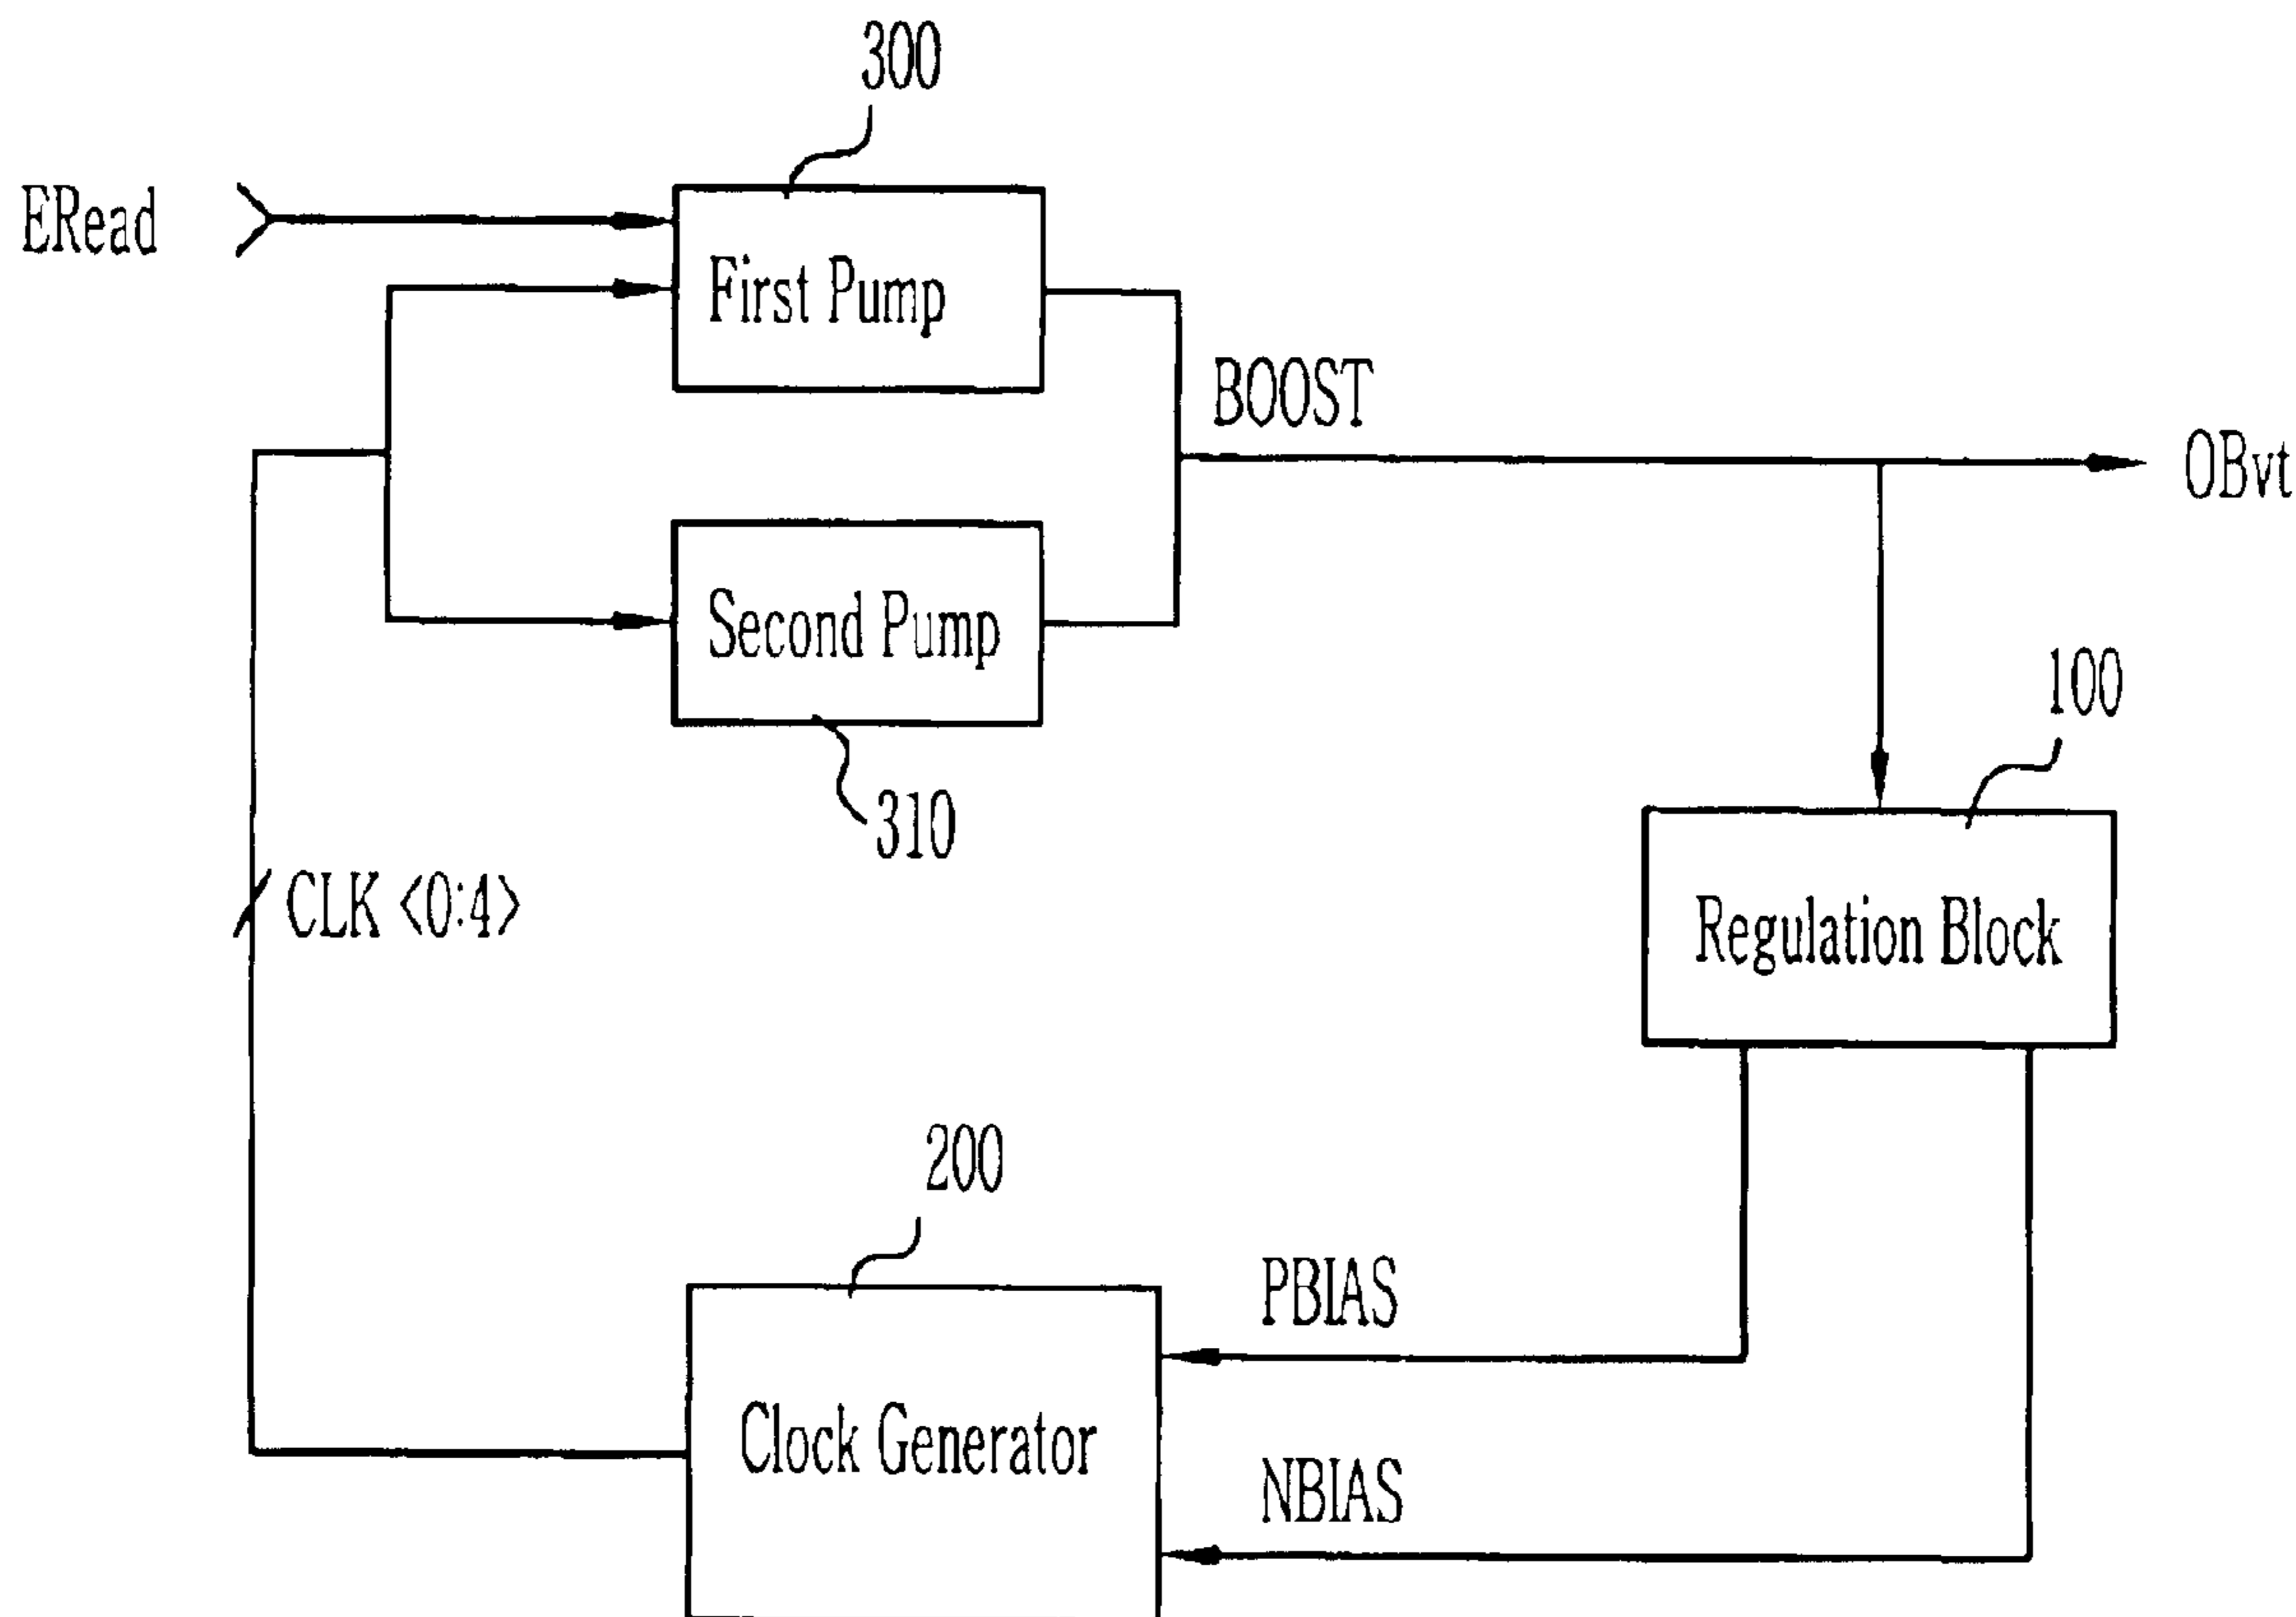 300
ERead
First Pump
BOOST
OBvt
Second Pump
100
310
CLK <0:4>
Regulation Block
200
PBIAS
Clock Generator
NBIAS